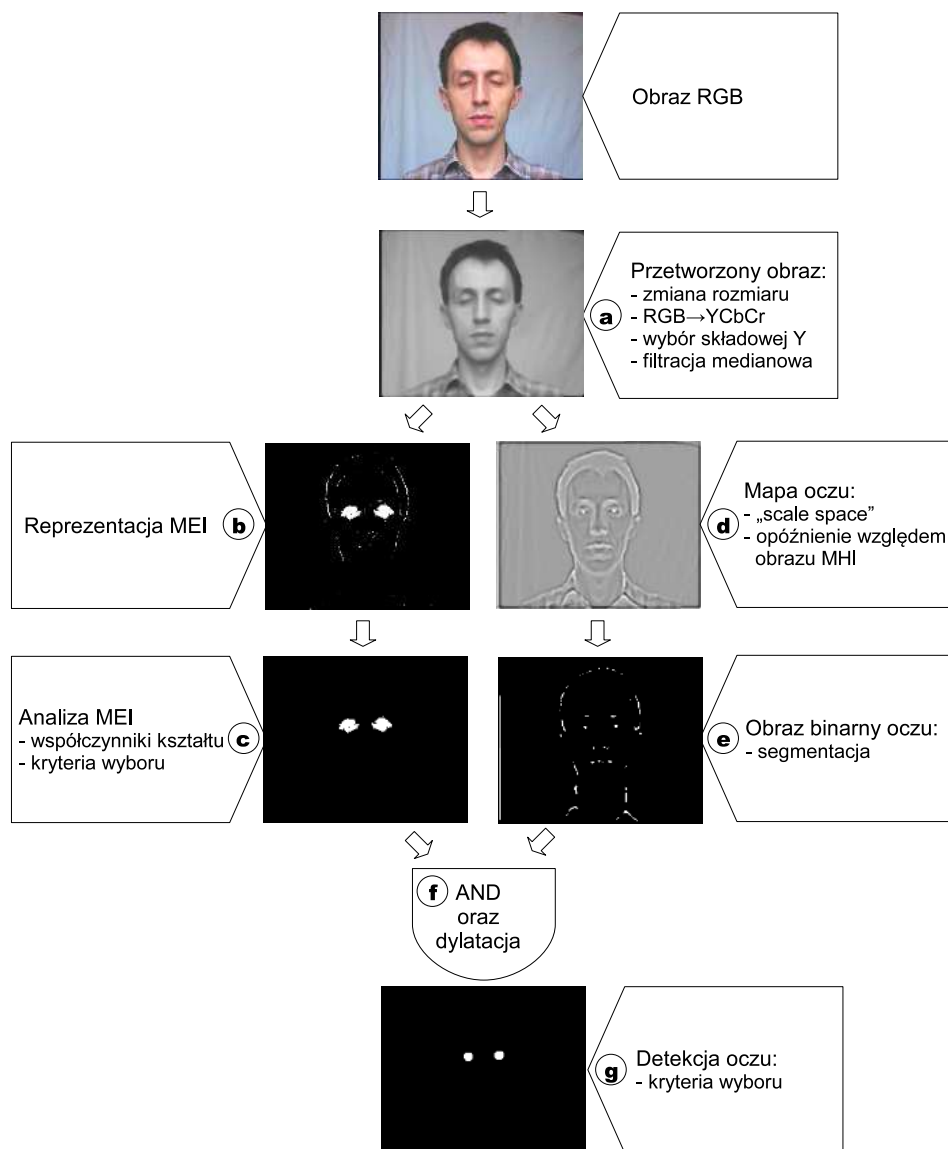 Obraz RGB
a
Przetworzony obraz:
- zmiana rozmiaru
- RGB→YCbCr
- wybór składowej Y
- filtracja medianowa
Reprezentacja MEI
b
d
Mapa oczu:
- „scale space”
- opóźnienie względem
obrazu MHI
Analiza MEI
- współczynniki kształtu
- kryteria wyboru
c
e
Obraz binarny oczu:
- segmentacja
f
AND
oraz
dylatacja
g
Detekcja oczu:
- kryteria wyboru